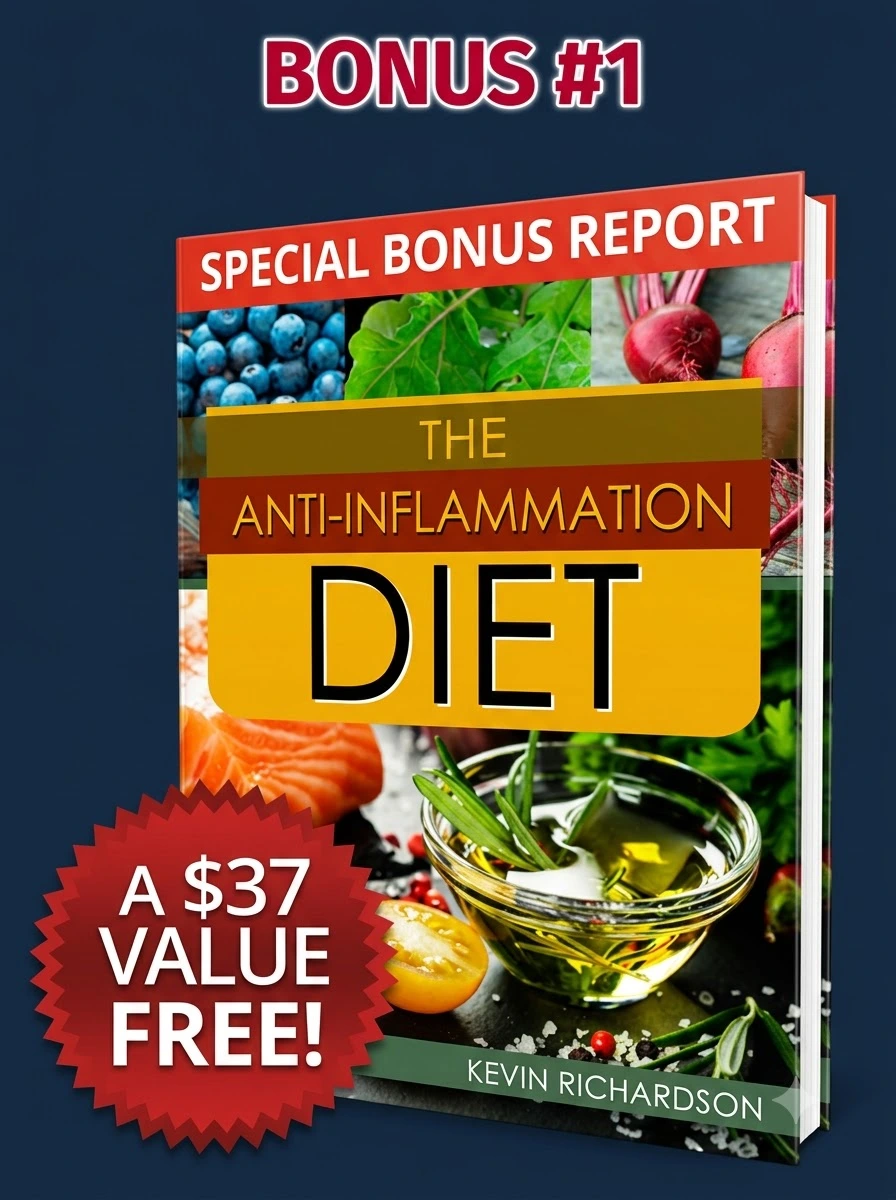 BONUS #1
SPECIAL BONUS REPORT
THE
ANTI-INFLAMMATION
DIET
A $37
VALUE
FREE!
KEVIN RICHARDSON